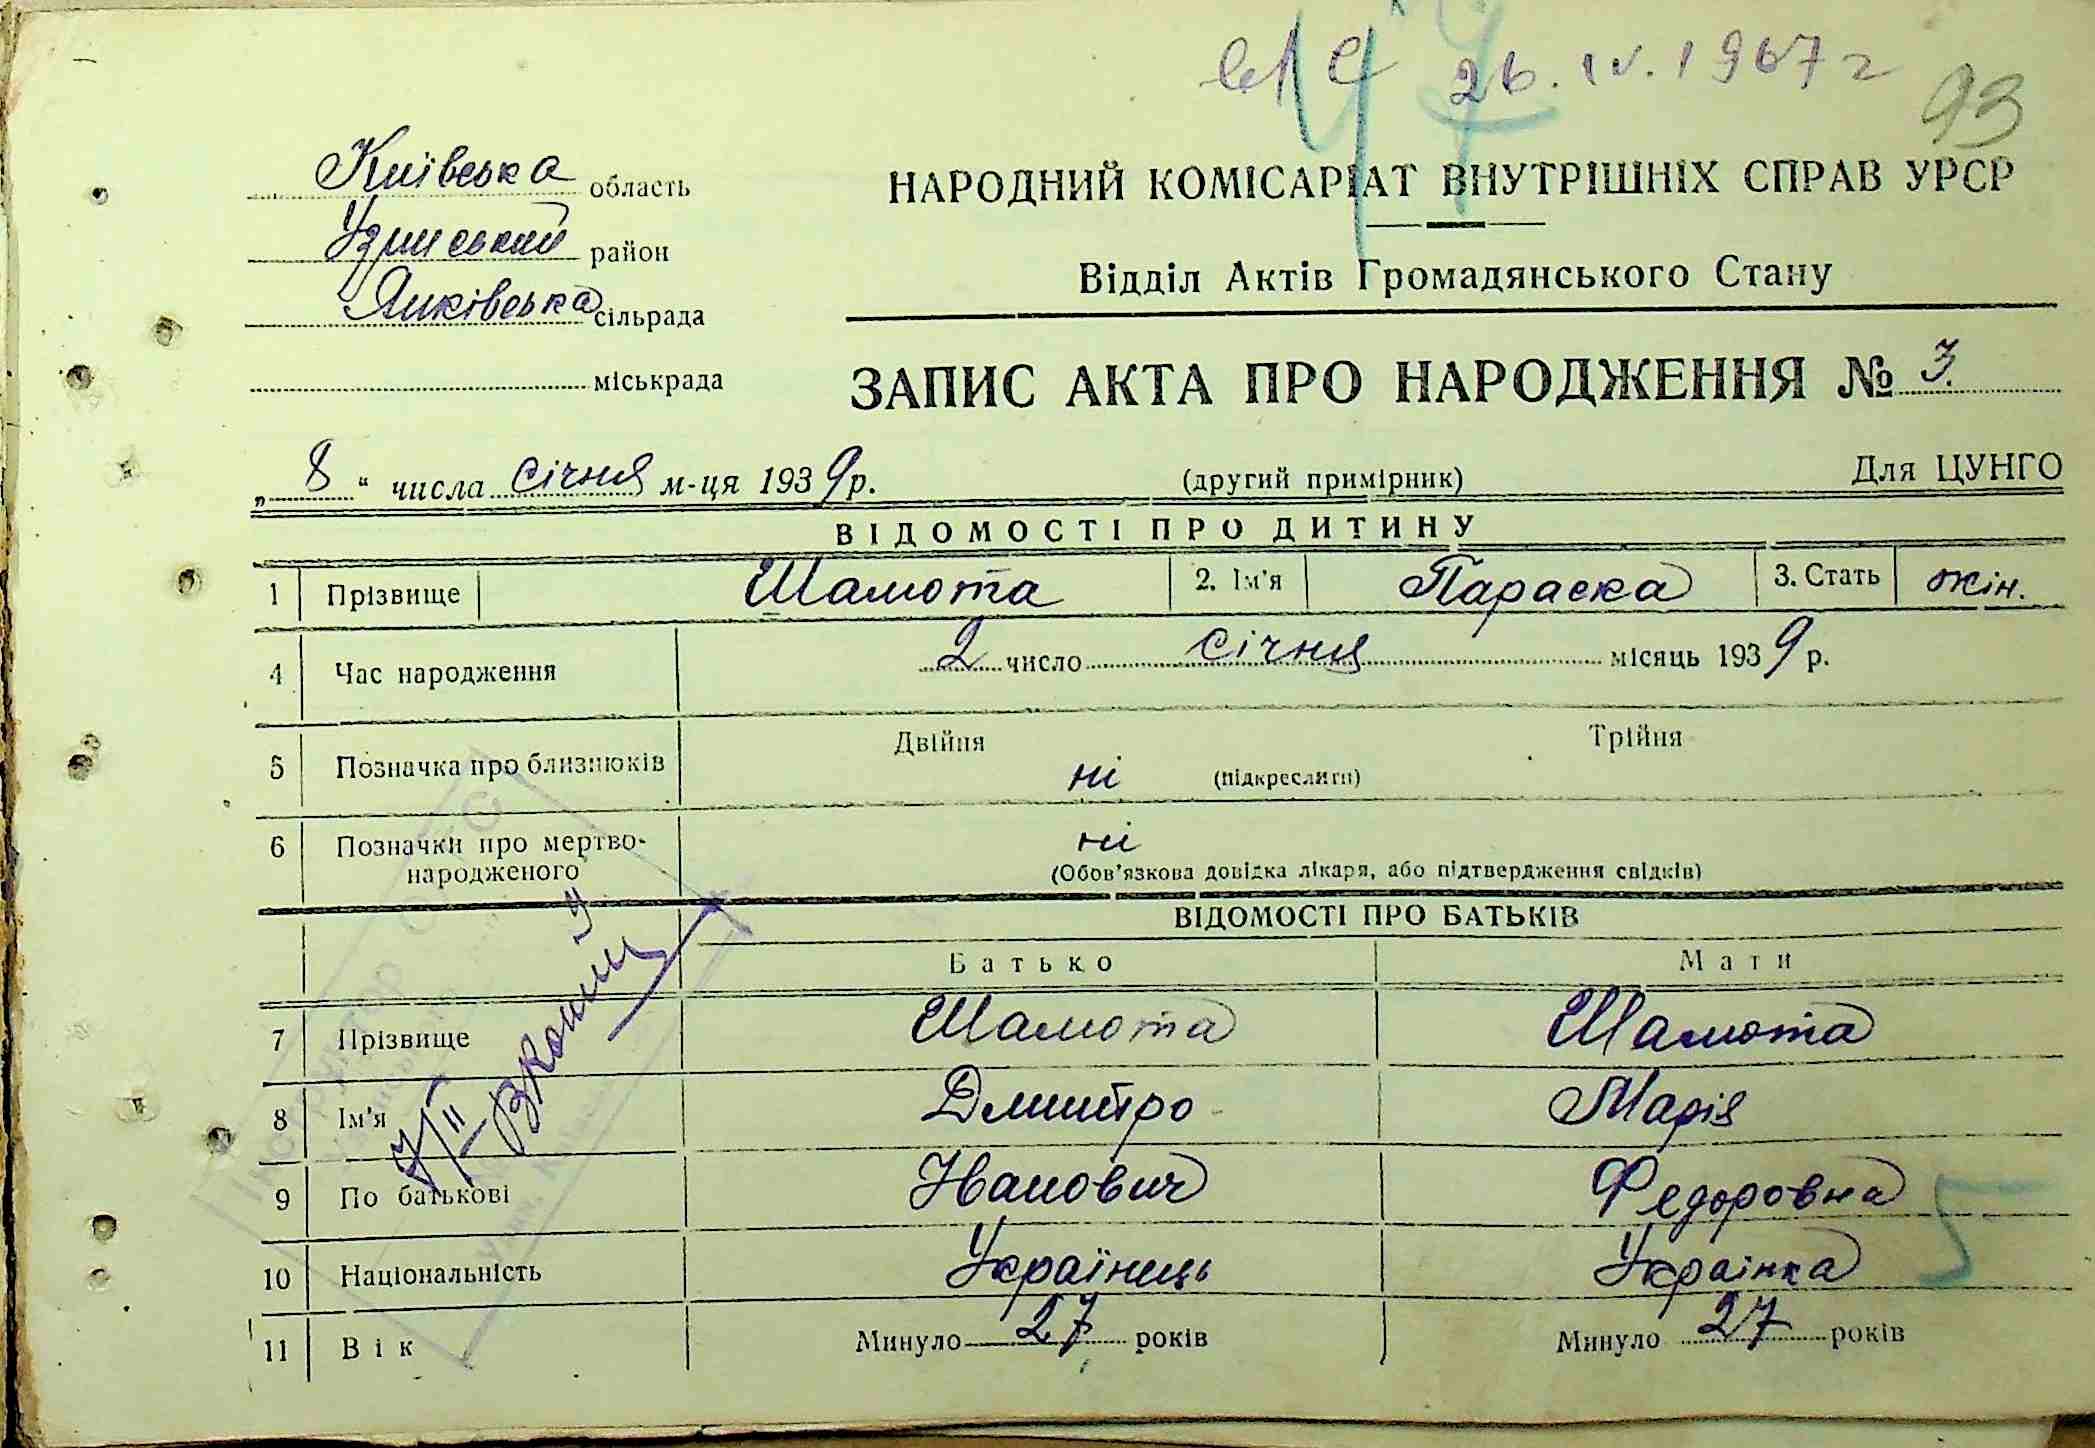 26.IV.1967 г
93
Київська область
НАРОДНИЙ КОМІСАРІАТ ВНУТРІШНІХ СПРАВ УРСР
Узинський район
Відділ Актів Громадянського Стану
Янківська сільрада
міськрада
ЗАПИС АКТА ПРО НАРОДЖЕННЯ № 3.
„8“ числа січня м-ця 1939р.
(другий примірник)
Для ЦУНГО
ВІДОМОСТІ ПРО ДИТИНУ
1 Прізвище Шамота 2. Ім'я Параска 3. Стать жін.
4 Час народження 2 число січня місяць 1939 р.
Двійня Трійня
5 Позначка про близнюків ні (підкреслити)
6 Позначки про мертво- ні
народженого (Обов'язкова довідка лікаря, або підтвердження свідків)
ВІДОМОСТІ ПРО БАТЬКІВ
Батько Мати
7 Прізвище Шамота Шамота
8 Ім'я Дмитро Марія
9 По батькові Іванович Федоровна
5
10 Національність Українець Українка
11 Вік Минуло 27 років Минуло 27 років